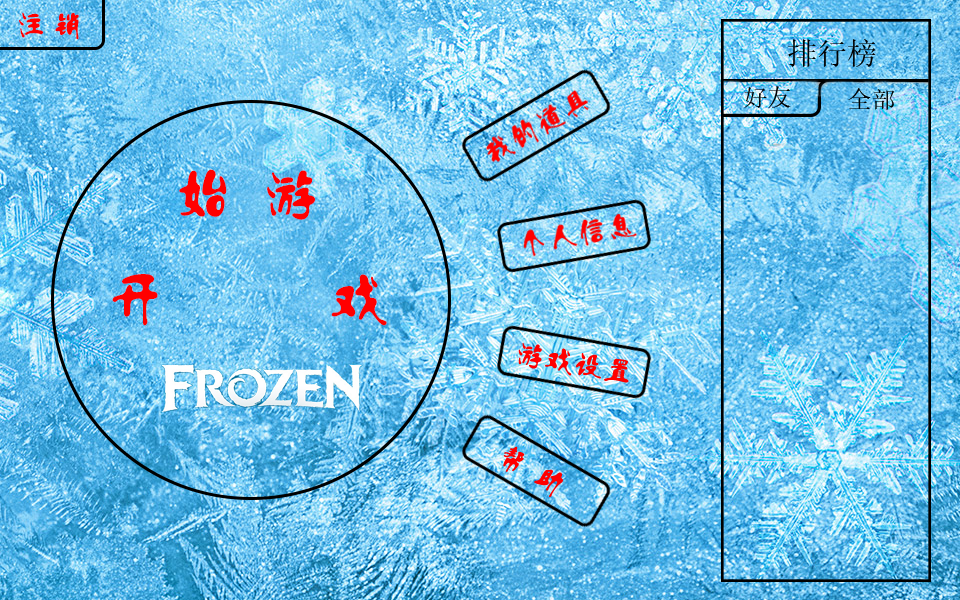 注销
开始游戏
FROZEN
我的道具
个人信息
游戏设置
帮助
排行榜
好友 全部